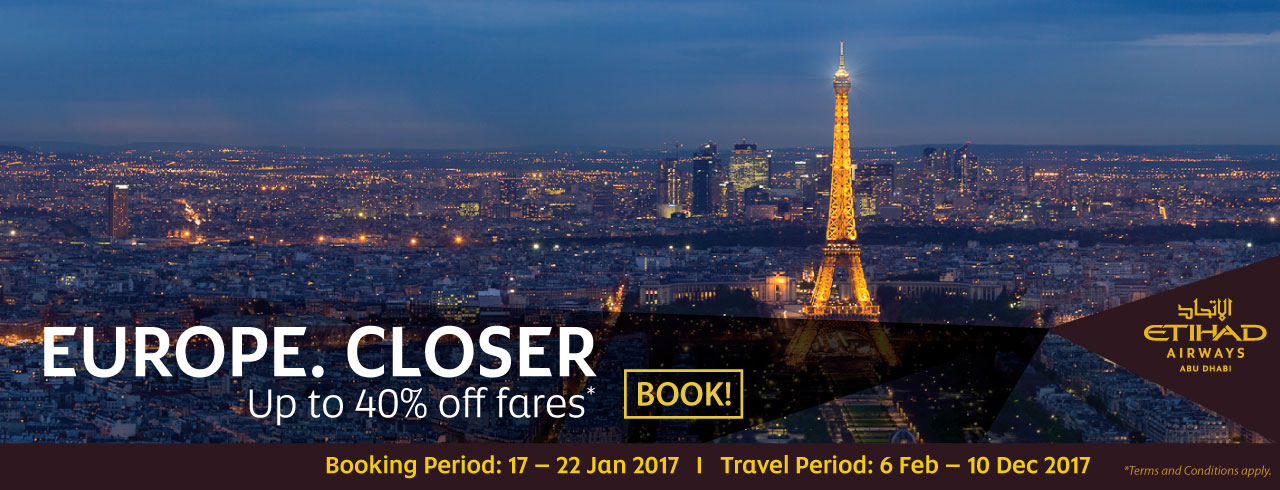 EUROPE. CLOSER
Up to 40% off fares*
BOOK!
الإتحاد
ETIHAD
AIRWAYS
ABU DHABI
Booking Period: 17 – 22 Jan 2017 | Travel Period: 6 Feb – 10 Dec 2017
*Terms and Conditions apply.